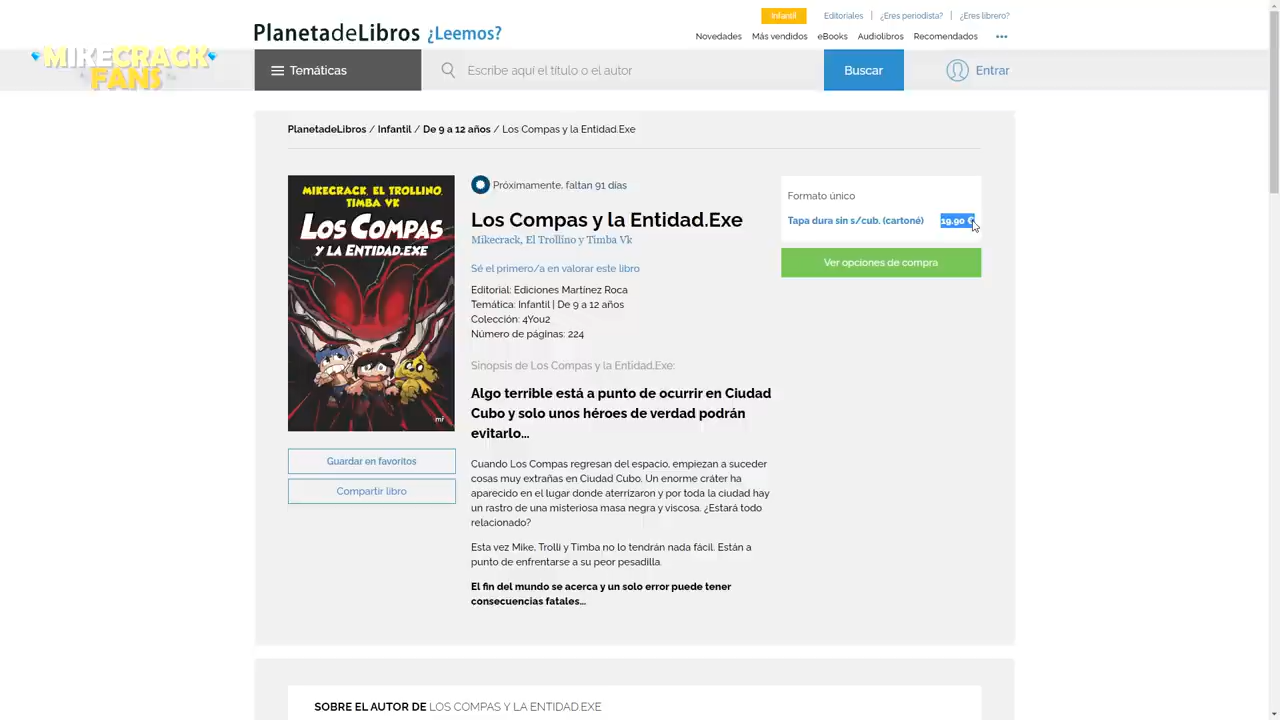 Infantil
Editoriales | ¿Eres periodista? | ¿Eres librero?
PlanetadeLibros ¿Leemos?
Novedades Más vendidos eBooks Audiolibros Recomendados •••
MIKECRACK
FANS
Temáticas
Escribe aquí el título o el autor
Buscar
Entrar
PlanetadeLibros / Infantil / De 9 a 12 años / Los Compas y la Entidad.Exe
MIKECRACK, EL TROLLINO,
TIMBA VK
LOS COMPAS
Y LA ENTIDAD.EXE
mr
Guardar en favoritos
Compartir libro
Próximamente, faltan 91 días
Los Compas y la Entidad.Exe
Mikecrack, El Trollino y Timba Vk
Sé el primero/a en valorar este libro
Editorial: Ediciones Martínez Roca
Temática: Infantil | De 9 a 12 años
Colección: 4You2
Número de páginas: 224
Sinopsis de Los Compas y la Entidad.Exe:
Algo terrible está a punto de ocurrir en Ciudad
Cubo y solo unos héroes de verdad podrán
evitarlo…
Cuando Los Compas regresan del espacio, empiezan a suceder
cosas muy extrañas en Ciudad Cubo. Un enorme cráter ha
aparecido en el lugar donde aterrizaron y por toda la ciudad hay
un rastro de una misteriosa masa negra y viscosa. ¿Estará todo
relacionado?
Esta vez Mike, Trolli y Timba no lo tendrán nada fácil. Están a
punto de enfrentarse a su peor pesadilla.
El fin del mundo se acerca y un solo error puede tener
consecuencias fatales…
Formato único
Tapa dura sin s/cub. (cartoné) 19,90 €
Ver opciones de compra
SOBRE EL AUTOR DE LOS COMPAS Y LA ENTIDAD.EXE